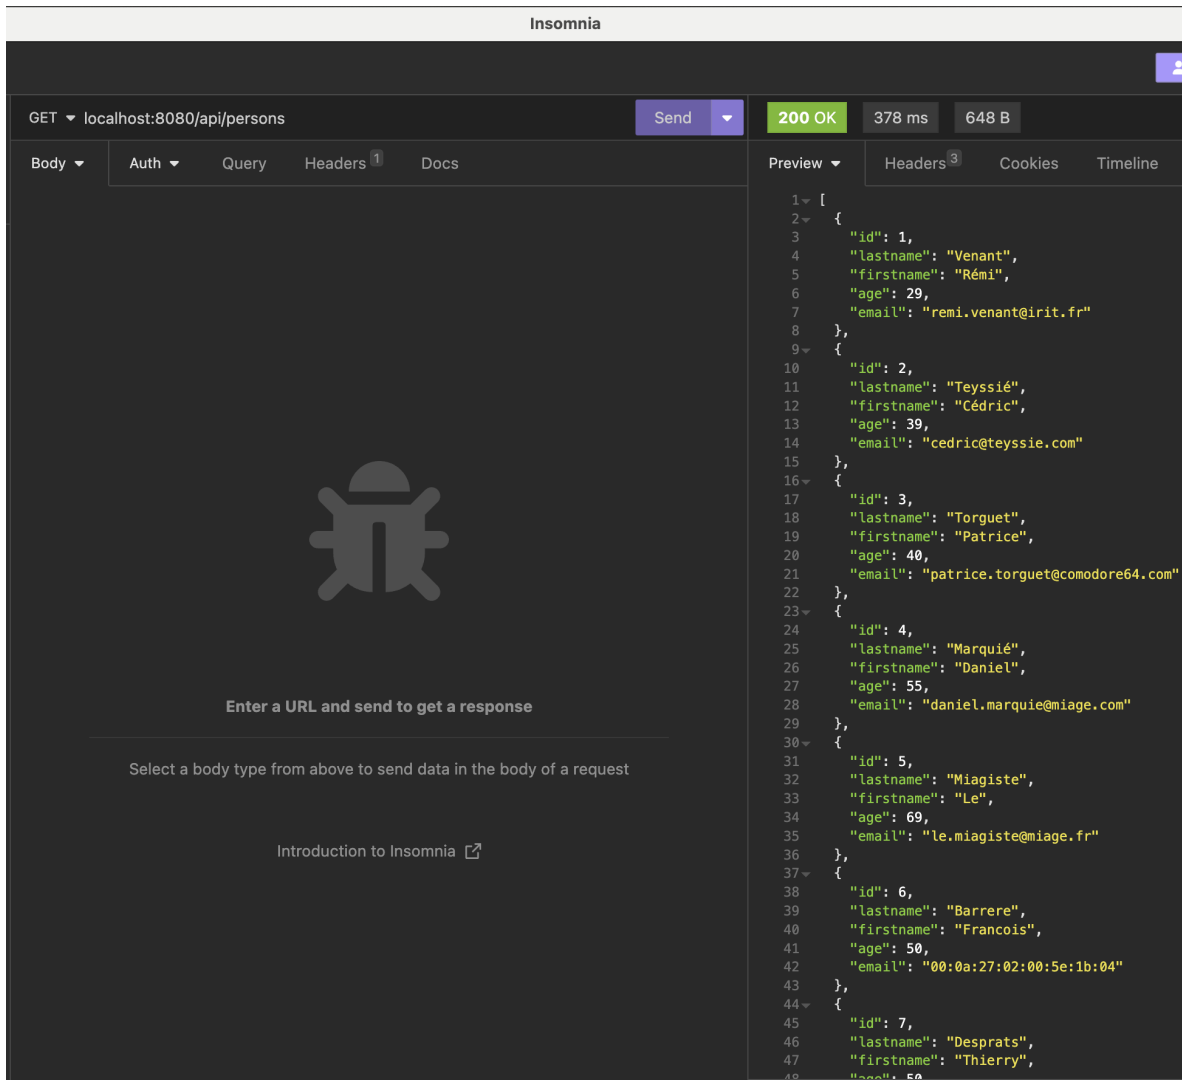 Insomnia
GET localhost:8080/api/persons Send 200 OK 378 ms 648 B
Body Auth Query Headers 1 Docs Preview Headers 3 Cookies Timeline
Enter a URL and send to get a response
Select a body type from above to send data in the body of a request
Introduction to Insomnia
1 [
2 {
3 "id": 1,
4 "lastname": "Venant",
5 "firstname": "Rémi",
6 "age": 29,
7 "email": "remi.venant@irit.fr"
8 },
9 {
10 "id": 2,
11 "lastname": "Teyssié",
12 "firstname": "Cédric",
13 "age": 39,
14 "email": "cedric@teyssie.com"
15 },
16 {
17 "id": 3,
18 "lastname": "Torguet",
19 "firstname": "Patrice",
20 "age": 40,
21 "email": "patrice.torguet@comodore64.com"
22 },
23 {
24 "id": 4,
25 "lastname": "Marquié",
26 "firstname": "Daniel",
27 "age": 55,
28 "email": "daniel.marquie@miage.com"
29 },
30 {
31 "id": 5,
32 "lastname": "Miagiste",
33 "firstname": "Le",
34 "age": 69,
35 "email": "le.miagiste@miage.fr"
36 },
37 {
38 "id": 6,
39 "lastname": "Barrere",
40 "firstname": "Francois",
41 "age": 50,
42 "email": "00:0a:27:02:00:5e:1b:04"
43 },
44 {
45 "id": 7,
46 "lastname": "Desprats",
47 "firstname": "Thierry",
48 "age": 50,